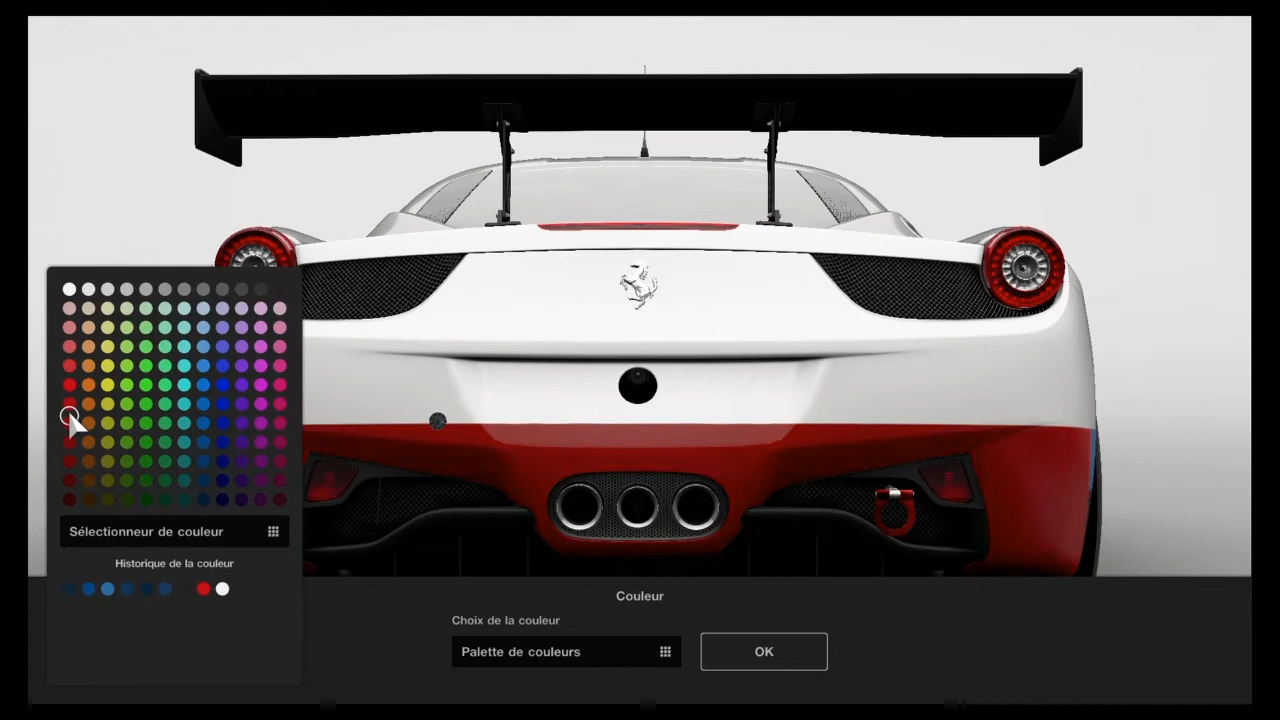 Sélectionneur de couleur
Historique de la couleur
Couleur
Choix de la couleur
Palette de couleurs
OK